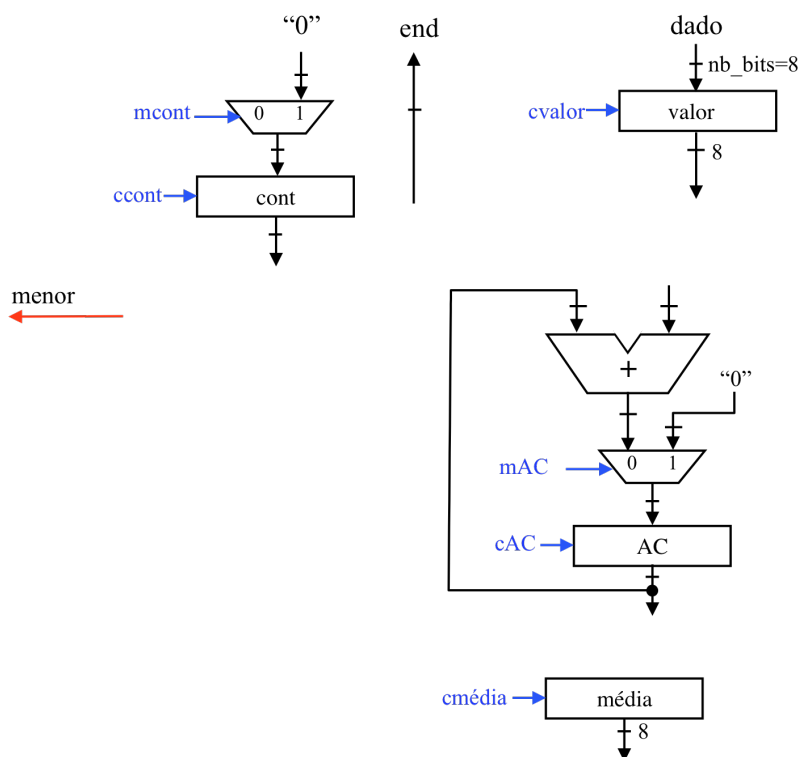 “0”
end
dado
nb_bits=8
mcont
0 1
cvalor
valor
8
ccont
cont
menor
+
“0”
mAC
0 1
cAC
AC
cmédia
média
8